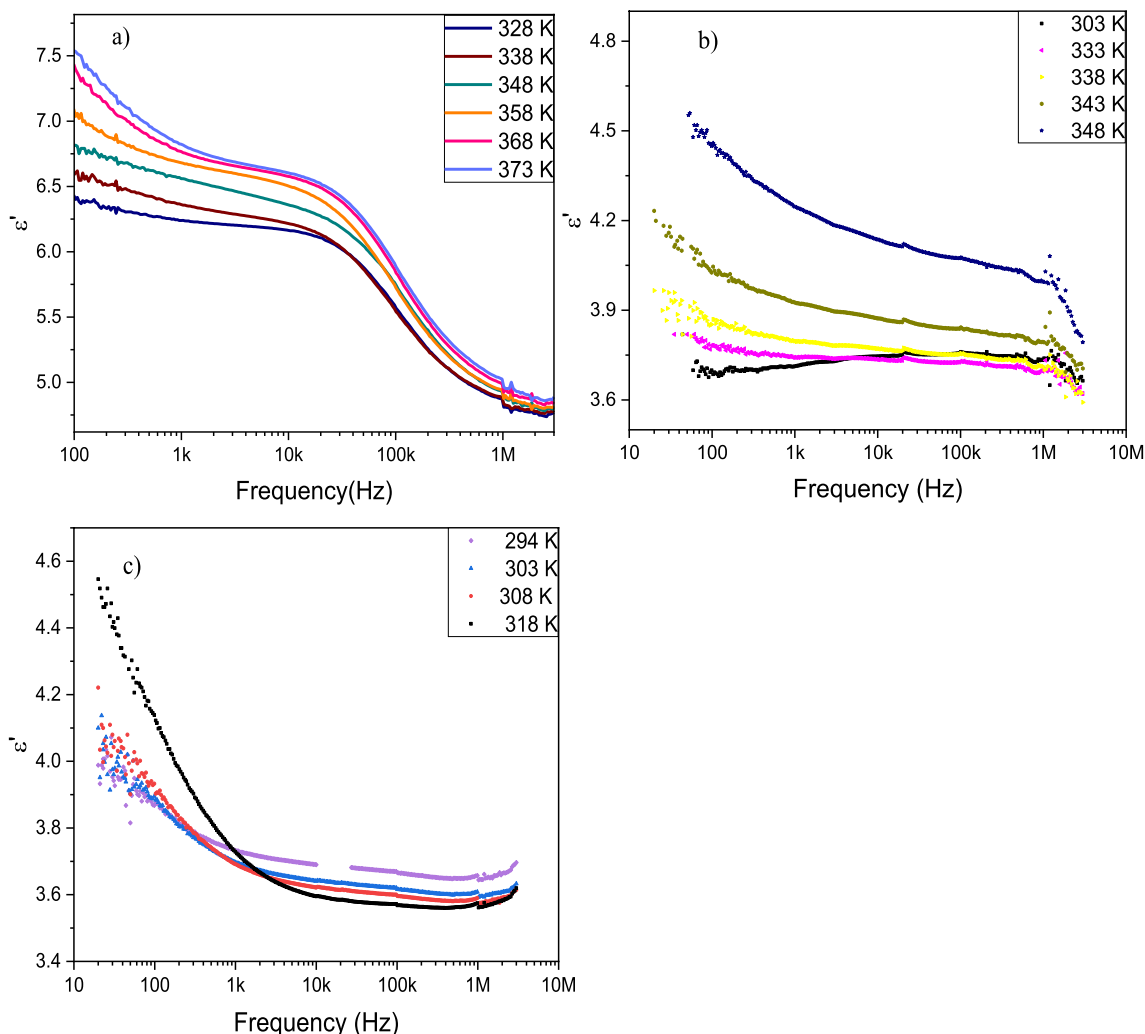 a)
328 K
338 K
348 K
358 K
368 K
373 K
7.5
7.0
6.5
6.0
5.5
5.0
ε'
100
1k
10k
100k
1M
Frequency(Hz)
b)
303 K
333 K
338 K
343 K
348 K
4.8
4.5
4.2
3.9
3.6
ε'
10
100
1k
10k
100k
1M
10M
Frequency (Hz)
c)
294 K
303 K
308 K
318 K
4.6
4.4
4.2
4.0
3.8
3.6
3.4
ε'
10
100
1k
10k
100k
1M
10M
Frequency (Hz)